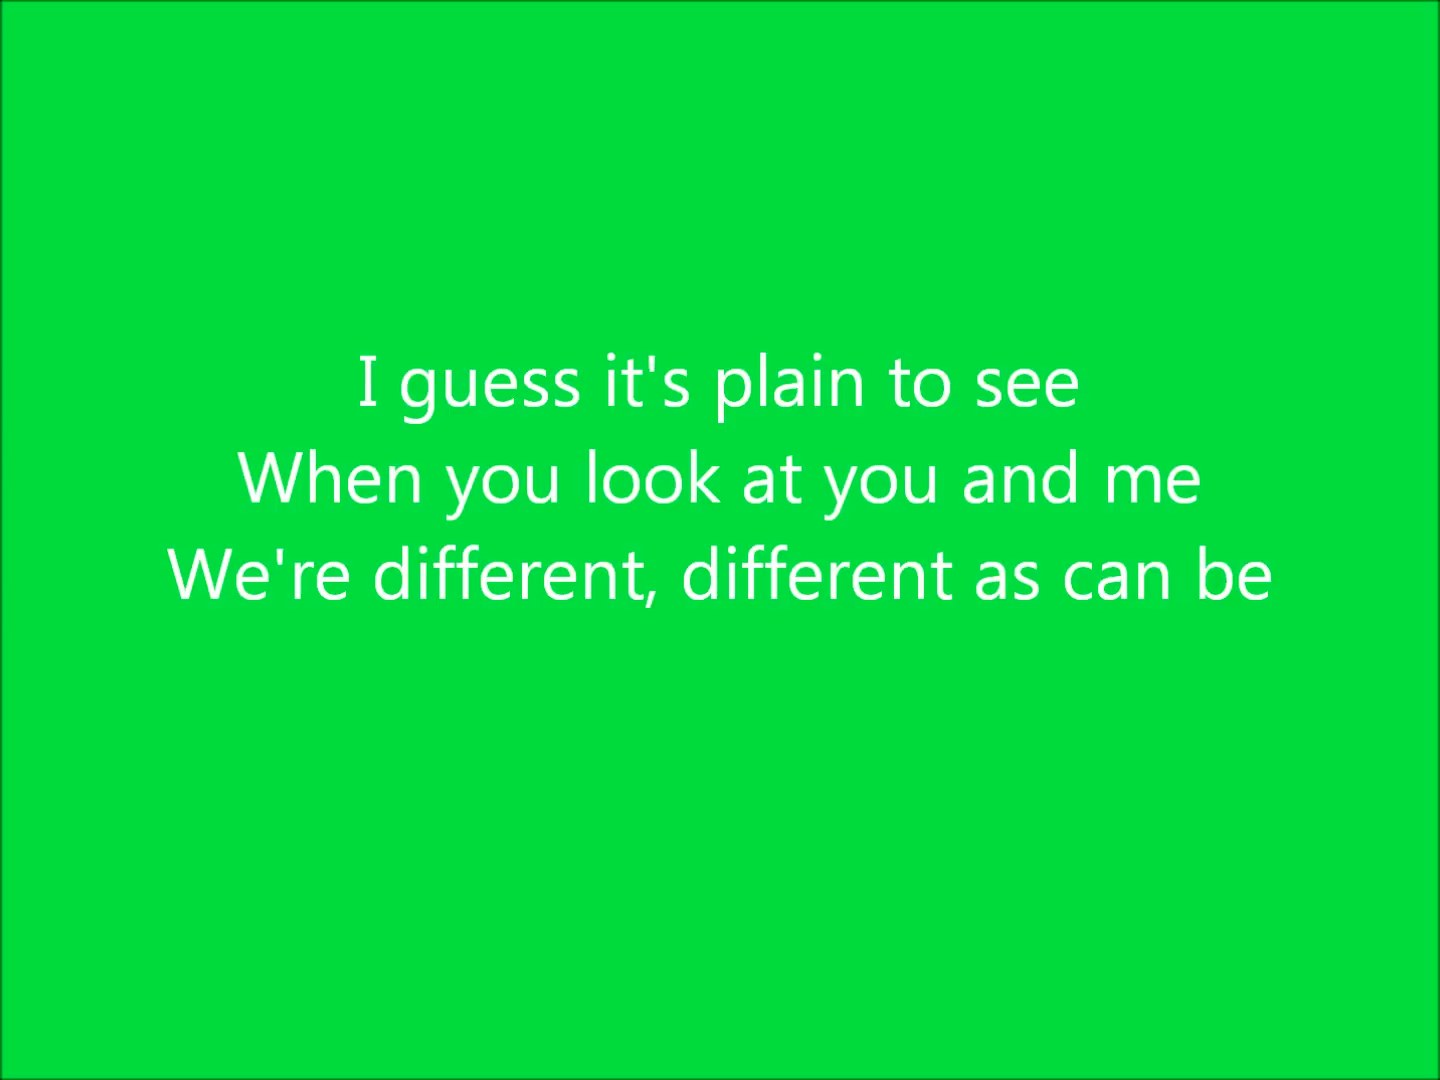 I guess it's plain to see
When you look at you and me
We're different, different as can be